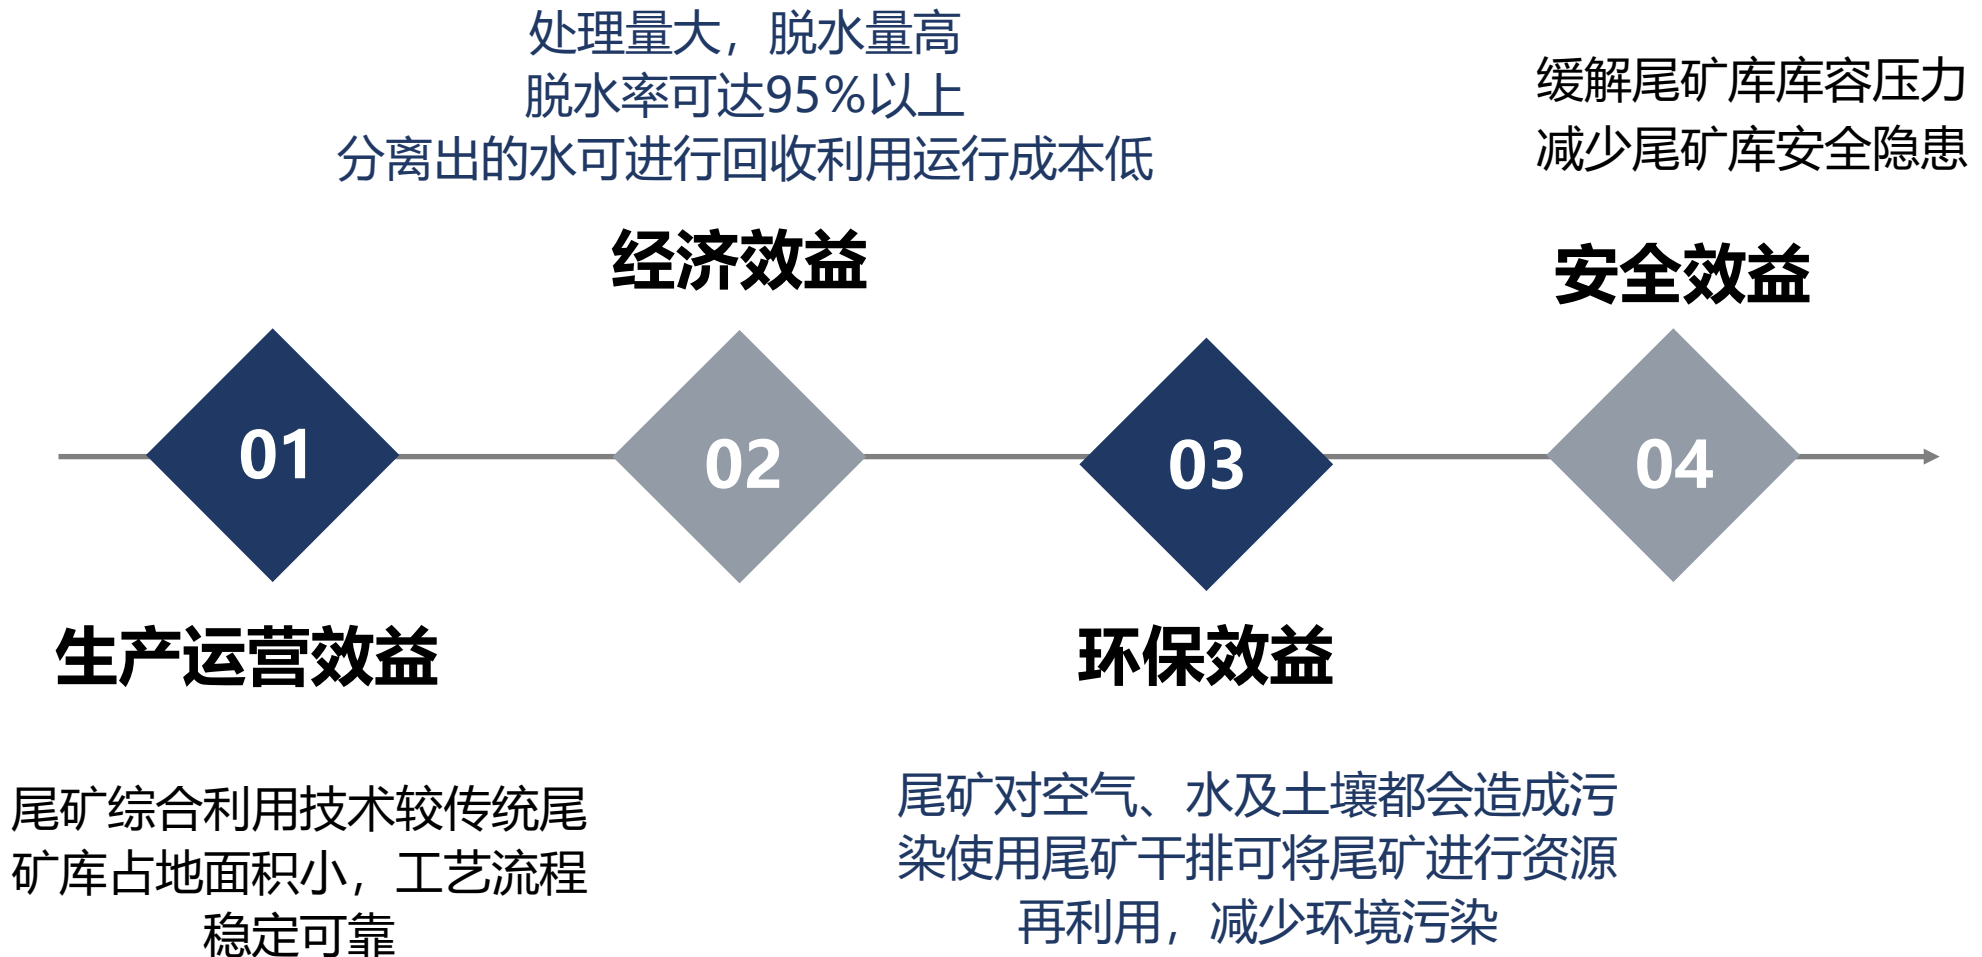 处理量大，脱水量高
脱水率可达95%以上
分离出的水可进行回收利用运行成本低
经济效益
缓解尾矿库库容压力
减少尾矿库安全隐患
安全效益
01
02
03
04
生产运营效益
尾矿综合利用技术较传统尾
矿库占地面积小，工艺流程
稳定可靠
环保效益
尾矿对空气、水及土壤都会造成污
染使用尾矿干排可将尾矿进行资源
再利用，减少环境污染